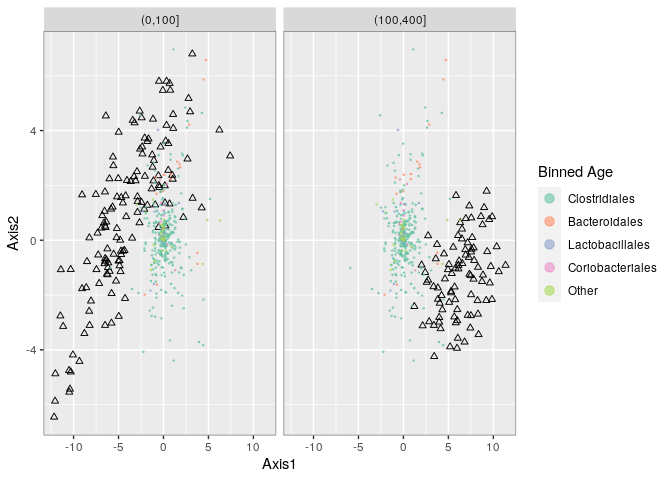 (0,100]
(100,400]
4
0
-4
Axis2
-10
-5
0
5
10
-10
-5
0
5
10
Axis1
Binned Age
Clostridiales
Bacteroidales
Lactobacillales
Coriobacteriales
Other